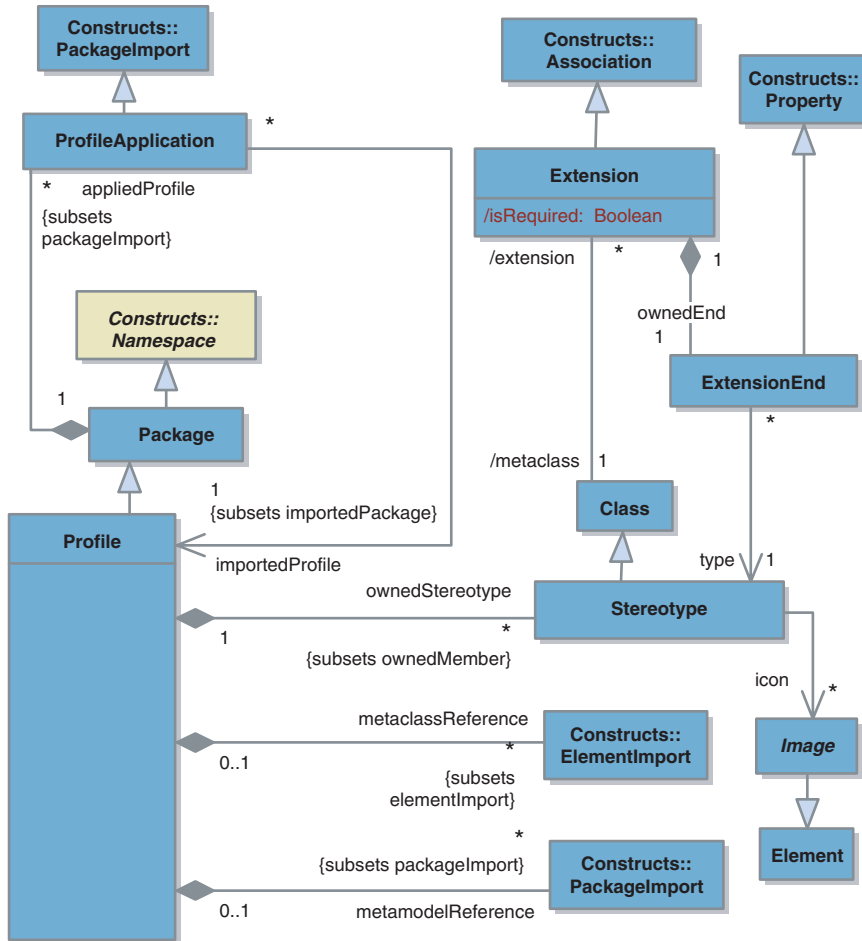 Constructs::
PackageImport
Constructs::
Association
Constructs::
Property
ProfileApplication
*
* appliedProfile
{subsets
packageImport}
Extension
/isRequired: Boolean
/extension
*
1
ownedEnd
1
Constructs::
Namespace
ExtensionEnd
*
1
Package
/metaclass
1
1
{subsets importedPackage}
importedProfile
Class
Profile
type
1
ownedStereotype
Stereotype
1
*
{subsets ownedMember}
icon
*
metaclassReference
Constructs::
ElementImport
0..1
*
{subsets
elementImport}
Image
*
{subsets packageImport}
Constructs::
PackageImport
Element
0..1
metamodelReference